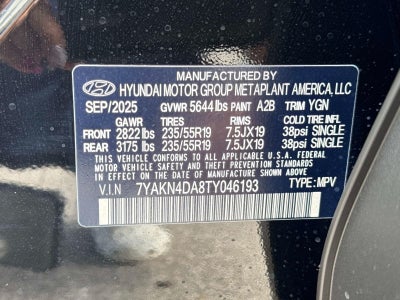 MANUFACTURED BY
HYUNDAI MOTOR GROUP METAPLANT AMERICA, LLC
SEP/2025 GVWR 5644 lbs PAINT A2B TRIM YGN
GAWR TIRES RIMS COLD TIRE INFL
FRONT 2822 lbs 235/55R19 7.5JX19 38psi SINGLE
REAR 3175 lbs 235/55R19 7.5JX19 38psi SINGLE
THIS VEHICLE CONFORMS TO ALL APPLICABLE U.S. FEDERAL
MOTOR VEHICLE SAFETY, BUMPER, AND
THEFT PREVENTION STANDARDS IN EFFECT ON THE DATE
OF MANUFACTURE SHOWN ABOVE.
V.I.N 7YAKN4DA8TY046193 TYPE: MPV